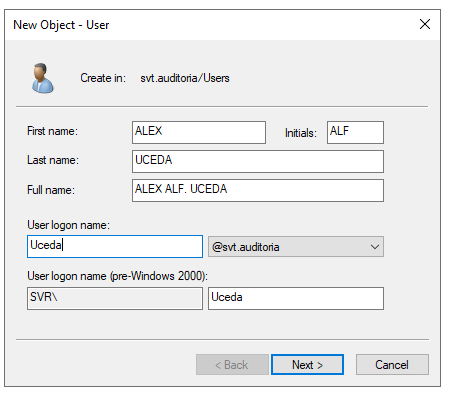 New Object - User
Create in: svt.auditoria/Users
First name: ALEX Initials: ALF
Last name: UCEDA
Full name: ALEX ALF. UCEDA
User logon name:
Uceda @svt.auditoria
User logon name (pre-Windows 2000):
SVR\ Uceda
< Back Next > Cancel